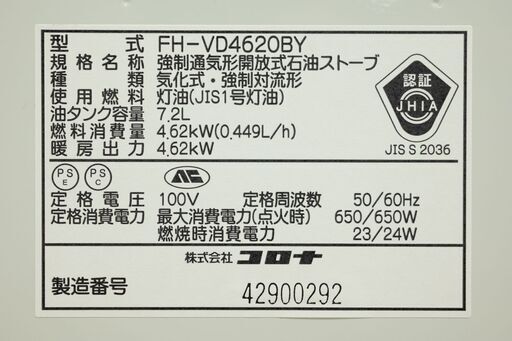 型式 FH-VD4620BY
規格名称 強制通気形開放式石油ストーブ
種類 気化式・強制対流形
使用燃料 灯油(JIS1号灯油)
油タンク容量 7.2L
燃料消費量 4.62kW(0.449L/h)
暖房出力 4.62kW
認証
JHIA
JIS S 2036
PS E PS C
定格電圧 100V 定格周波数 50/60Hz
定格消費電力 最大消費電力(点火時) 650/650W
燃焼時消費電力 23/24W
株式会社 コロナ
製造番号 42900292